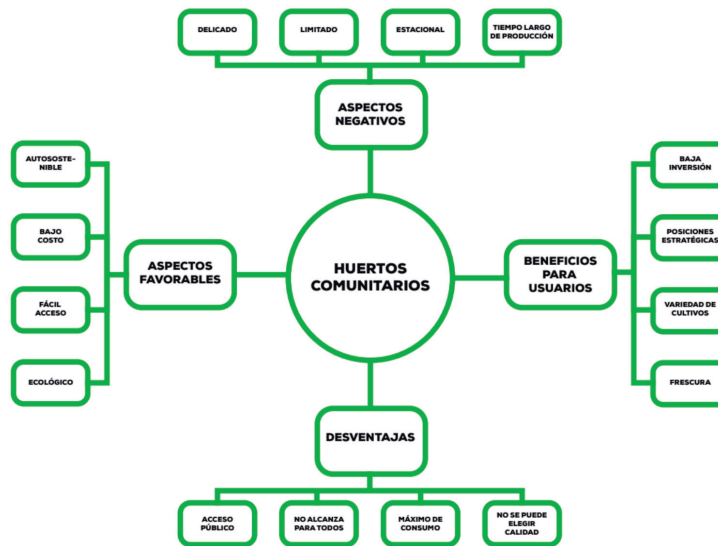 DELICADO
LIMITADO
ESTACIONAL
TIEMPO LARGO
DE PRODUCCIÓN
ASPECTOS
NEGATIVOS
AUTOSOSTE-
NIBLE
BAJO
COSTO
FÁCIL
ACCESO
ECOLÓGICO
ASPECTOS
FAVORABLES
HUERTOS
COMUNITARIOS
BENEFICIOS
PARA
USUARIOS
BAJA
INVERSIÓN
POSICIONES
ESTRATÉGICAS
VARIEDAD DE
CULTIVOS
FRESCURA
DESVENTAJAS
ACCESO
PÚBLICO
NO ALCANZA
PARA TODOS
MÁXIMO DE
CONSUMO
NO SE PUEDE
ELEGIR
CALIDAD